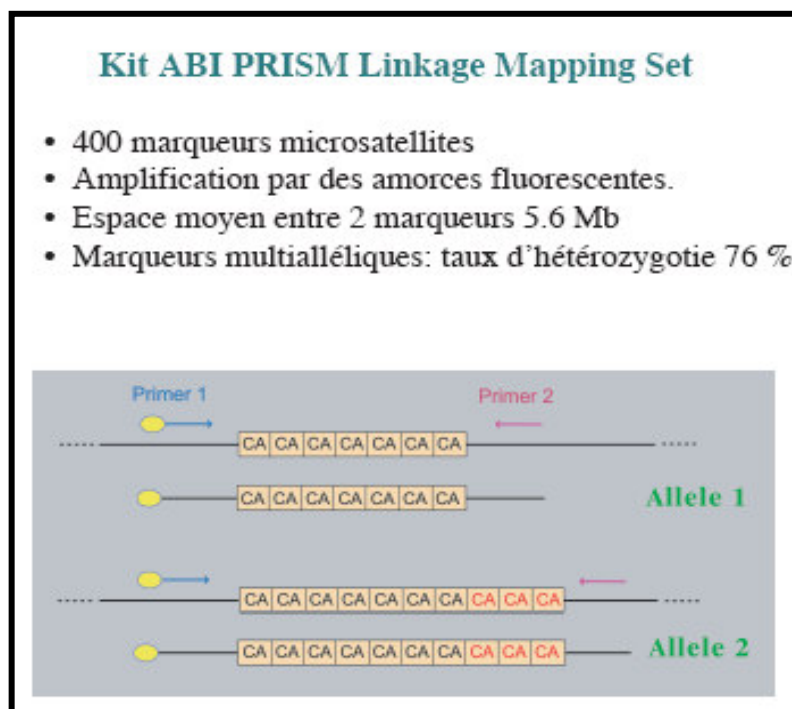 Kit ABI PRISM Linkage Mapping Set
• 400 marqueurs microsatellites
• Amplification par des amorces fluorescentes.
• Espace moyen entre 2 marqueurs 5.6 Mb
• Marqueurs multialléliques: taux d'hétérozygotie 76 %
Primer 1 Primer 2
CA CA CA CA CA CA CA
CA CA CA CA CA CA CA Allele 1
CA CA CA CA CA CA CA CA CA CA
CA CA CA CA CA CA CA CA CA CA Allele 2